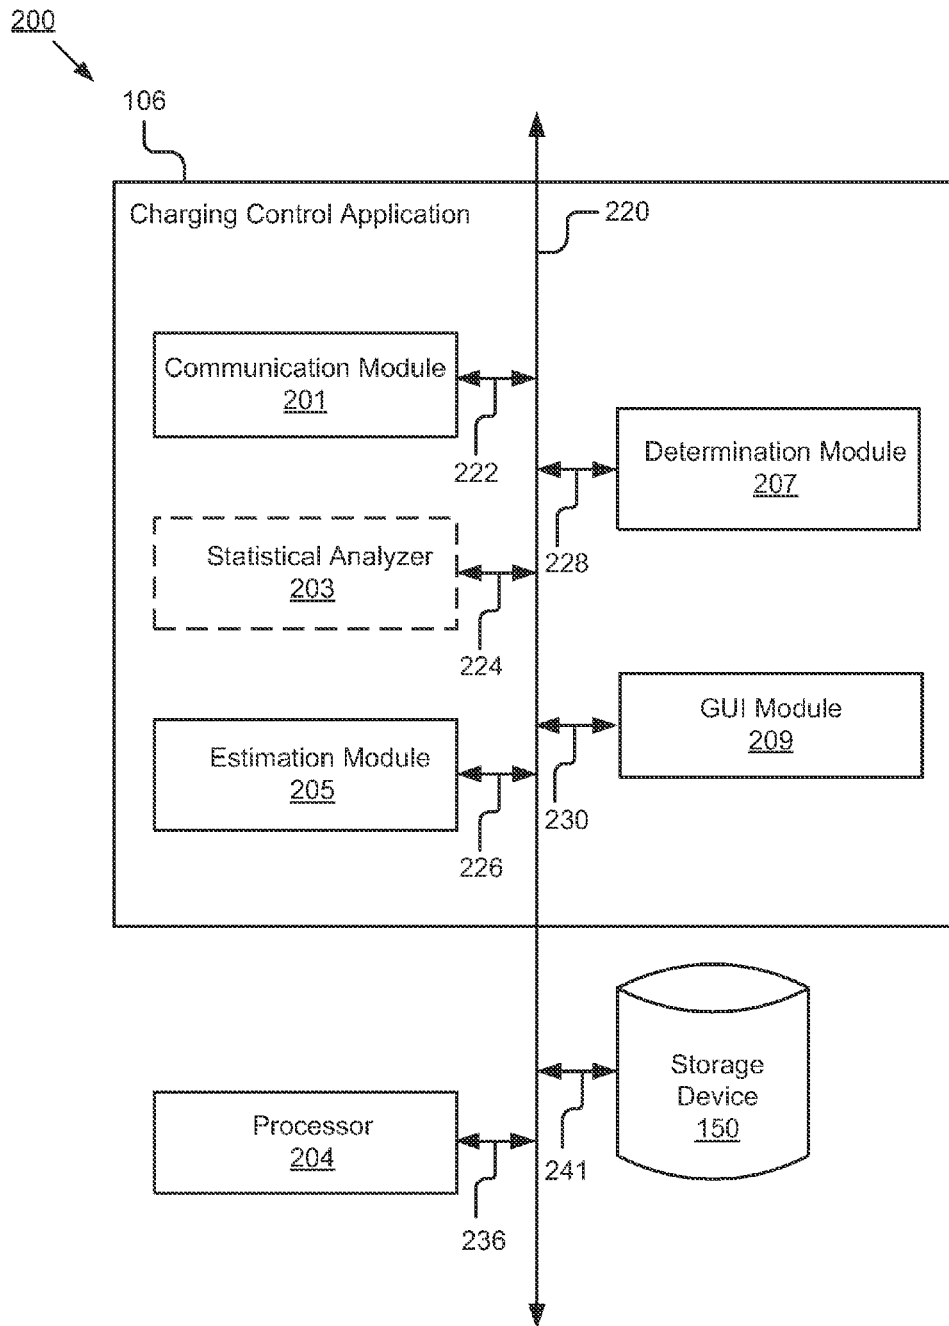 200
106
Charging Control Application
220
Communication Module
201
222
Determination Module
207
228
Statistical Analyzer
203
224
GUI Module
209
230
Estimation Module
205
226
Storage
Device
150
241
Processor
204
236